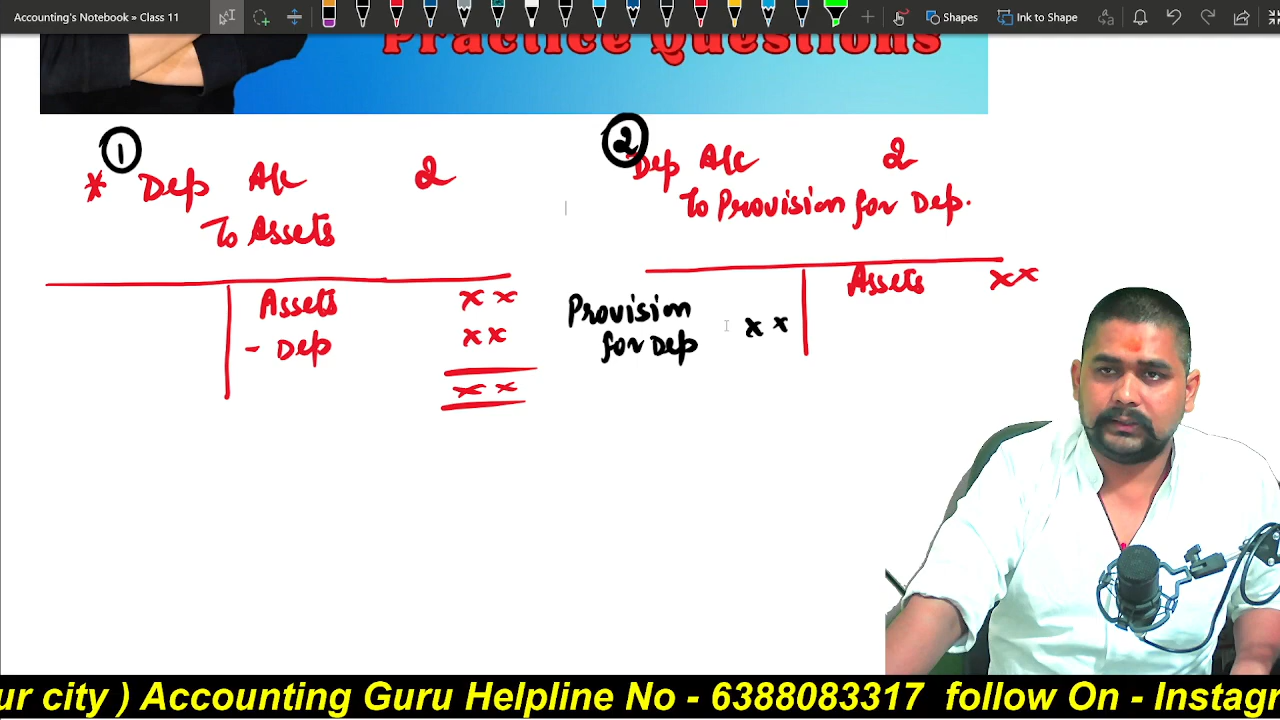 Accounting's Notebook » Class 11
Shapes
Ink to Shape
Practice Questions
1
* Dep A/c 2
To Assets
Assets xx
- Dep xx
xx
2
Dep A/c 2
To Provision for Dep.
Assets xx
Provision
for Dep xx
ur city ) Accounting Guru Helpline No - 6388083317 follow On - Instagr